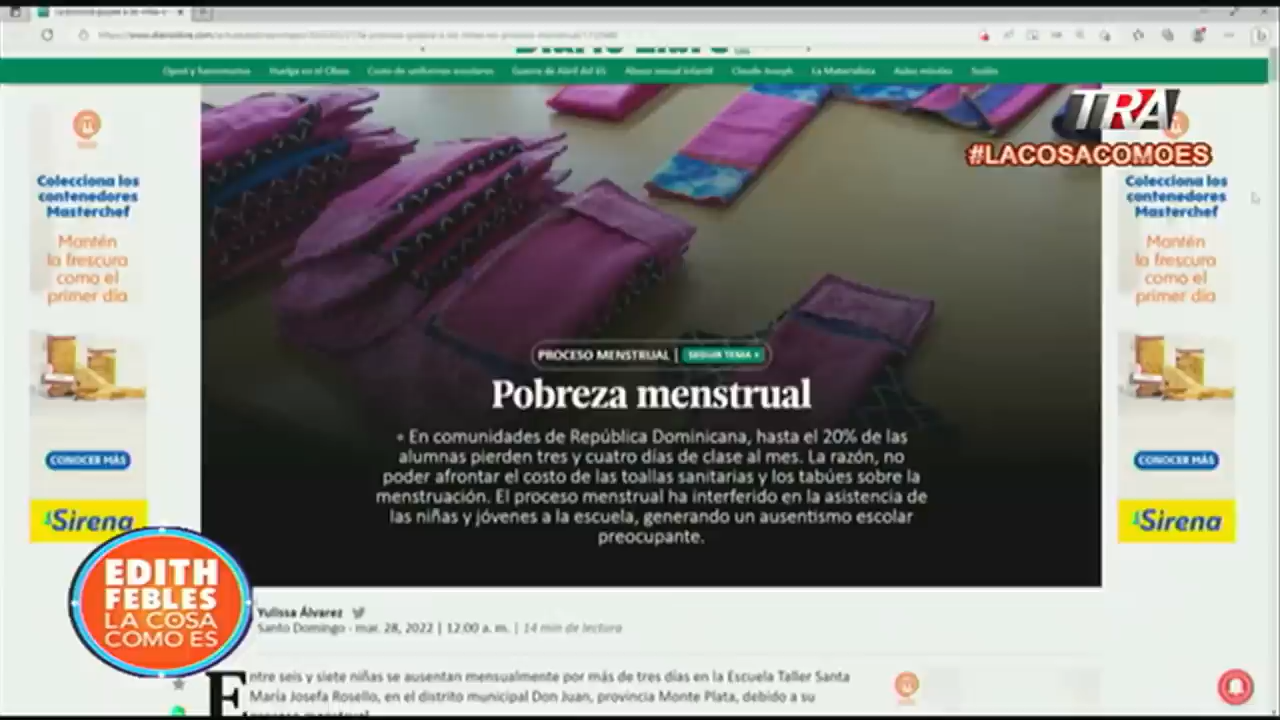 Diario Libre
Huelga en el Cibao
Costo de uniformes escolares
Guerra de Abril del 65
Abuso sexual infantil
Claudio Joseph
La Materialista
Autos móviles
TRA
#LACOSACOMOES
Colecciona los
contenedores
Masterchef
Mantén
la frescura
como el
primer día
CONOCER MÁS
Sirena
Colecciona los
contenedores
Masterchef
Mantén
la frescura
como el
primer día
CONOCER MÁS
Sirena
PROCESO MENSTRUAL | SEGUIR TEMA +
Pobreza menstrual
• En comunidades de República Dominicana, hasta el 20% de las
alumnas pierden tres y cuatro días de clase al mes. La razón, no
poder afrontar el costo de las toallas sanitarias y los tabúes sobre la
menstruación. El proceso menstrual ha interferido en la asistencia de
las niñas y jóvenes a la escuela, generando un ausentismo escolar
preocupante.
EDITH
FEBLES
LA COSA
COMO ES
Yulissa Álvarez
Santo Domingo - mar. 28, 2022 | 12:00 a. m. | 14 min de lectura
Entre seis y siete niñas se ausentan mensualmente por más de tres días en la Escuela Taller Santa
María Josefa Rosello, en el distrito municipal Don Juan, provincia Monte Plata, debido a su
proceso menstrual